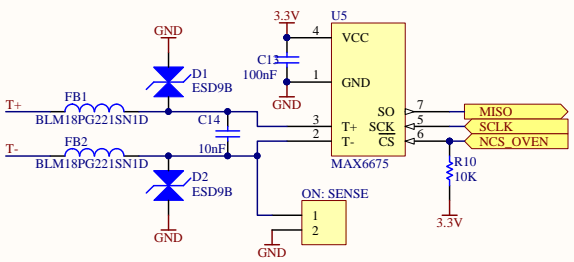 GND
3.3V
U5
4
VCC
C13
100nF
D1
ESD9B
1
GND
GND
FB1
T+
BLM18PG221SN1D
C14
10nF
3
T+
2
T-
SO
7
MISO
SCK
5
SCLK
CS
6
NCS_OVEN
MAX6675
FB2
T-
BLM18PG221SN1D
R10
10K
D2
ESD9B
ON: SENSE
1
2
3.3V
GND
GND